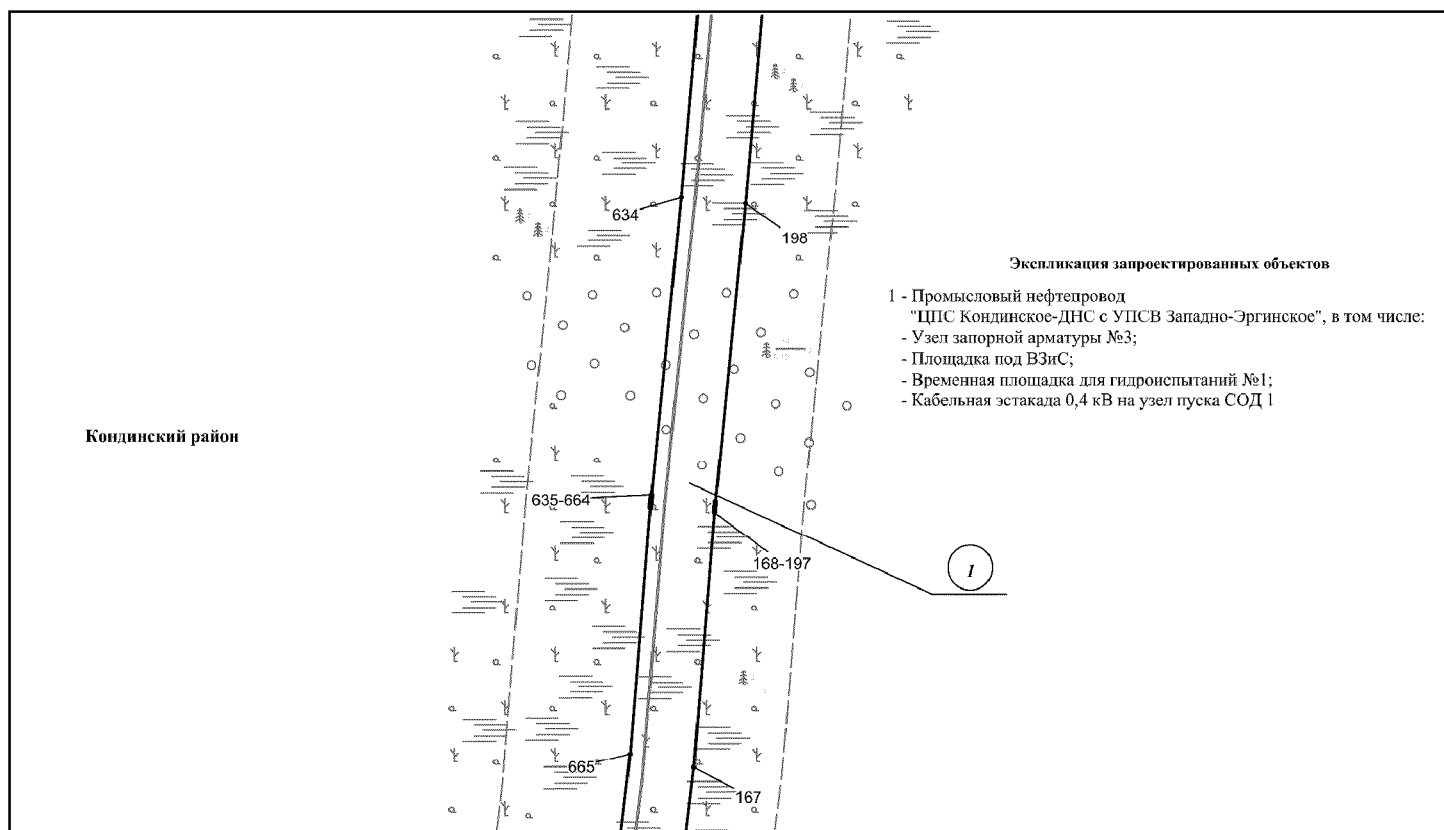 634
198
Экспликация запроектированных объектов
1 - Промысловый нефтепровод
"ЦПС Кондинское-ДНС с УПСВ Западно-Эргинское", в том числе:
- Узел запорной арматуры №3;
- Площадка под ВЗиС;
- Временная площадка для гидроиспытаний №1;
- Кабельная эстакада 0,4 кВ на узел пуска СОД 1
Кондинский район
635-664
168-197
1
665
167